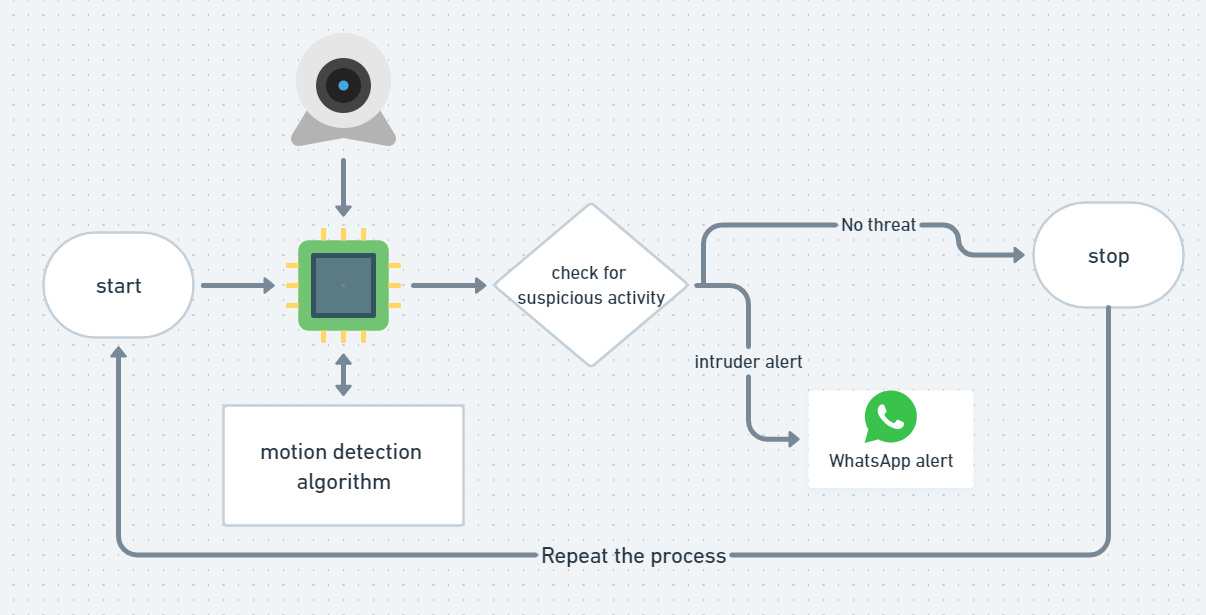 No threat
stop
start
check for
suspicious activity
intruder alert
motion detection
algorithm
WhatsApp alert
Repeat the process